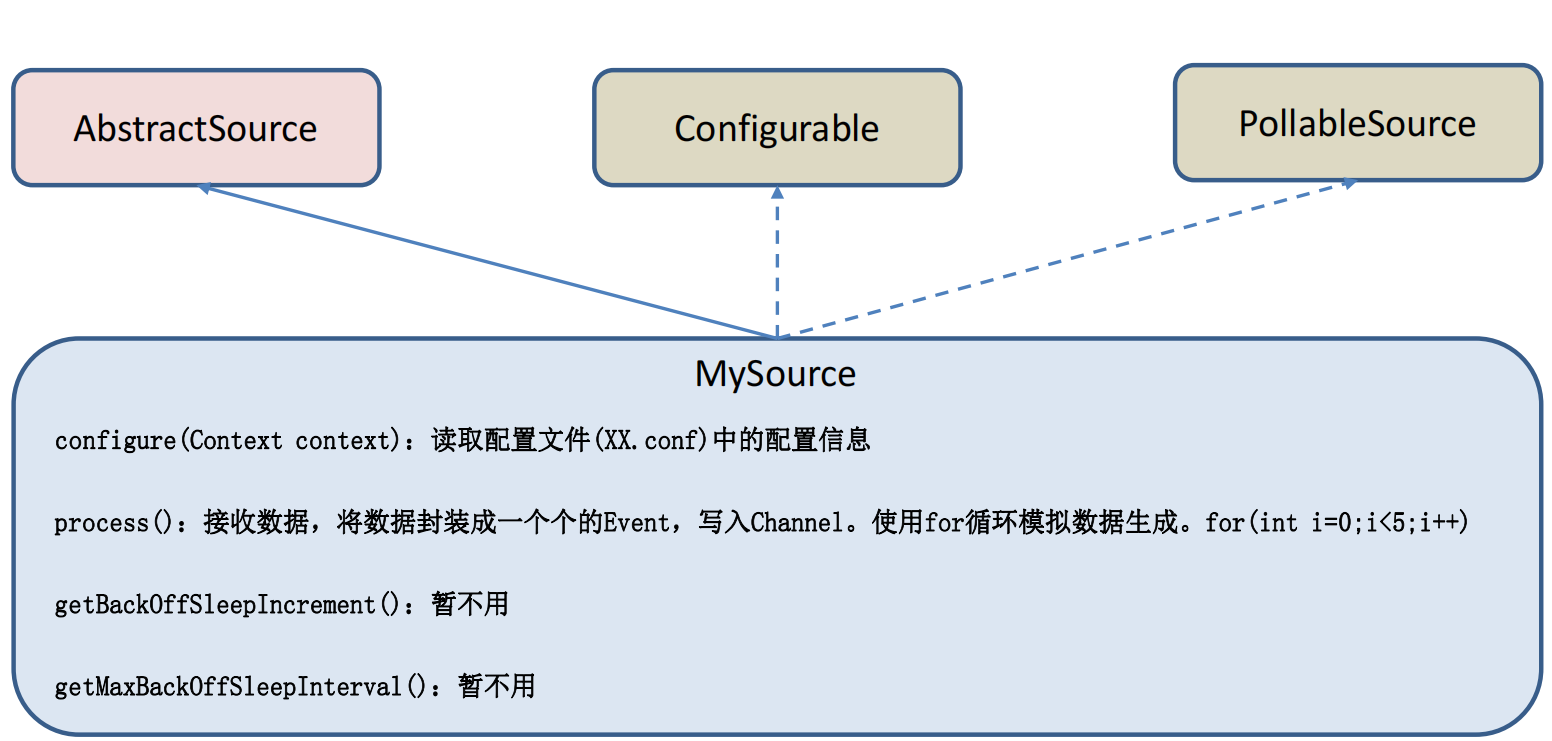 AbstractSource
Configurable
PollableSource
MySource
configure(Context context)：读取配置文件(XX.conf)中的配置信息
process()：接收数据，将数据封装成一个个的Event，写入Channel。使用for循环模拟数据生成。for(int i=0;i<5;i++)
getBackOffSleepIncrement()：暂不用
getMaxBackOffSleepInterval()：暂不用